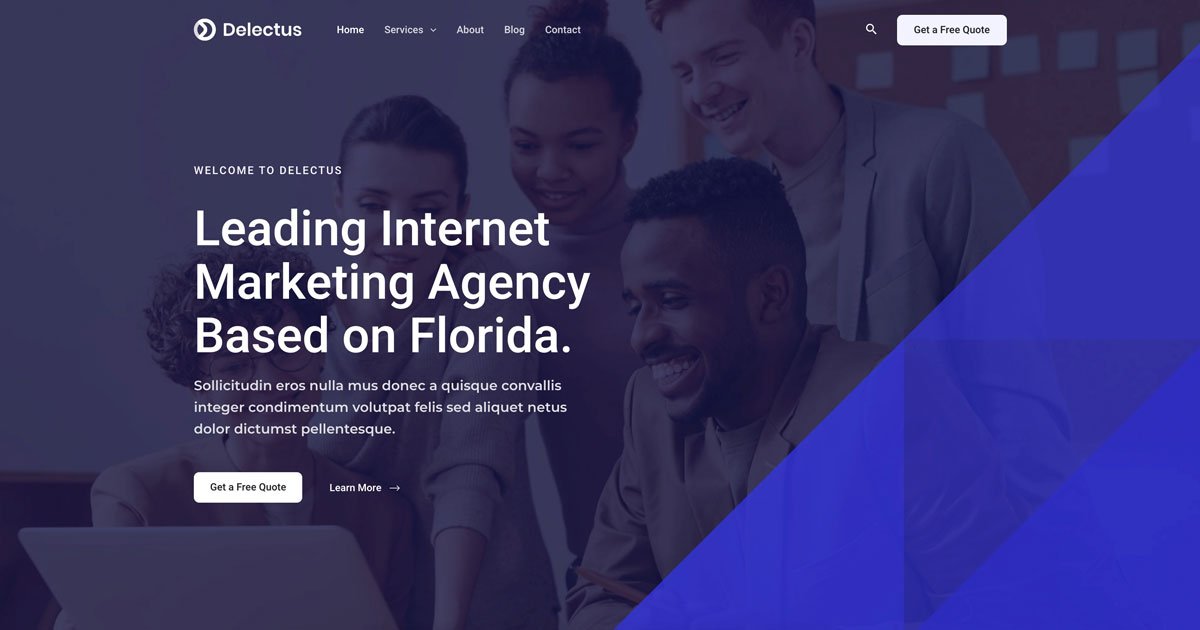 Delectus
Home Services About Blog Contact
Get a Free Quote
WELCOME TO DELECTUS
Leading Internet
Marketing Agency
Based on Florida.
Sollicitudin eros nulla mus donec a quisque convallis
integer condimentum volutpat felis sed aliquet netus
dolor dictumst pellentesque.
Get a Free Quote
Learn More →